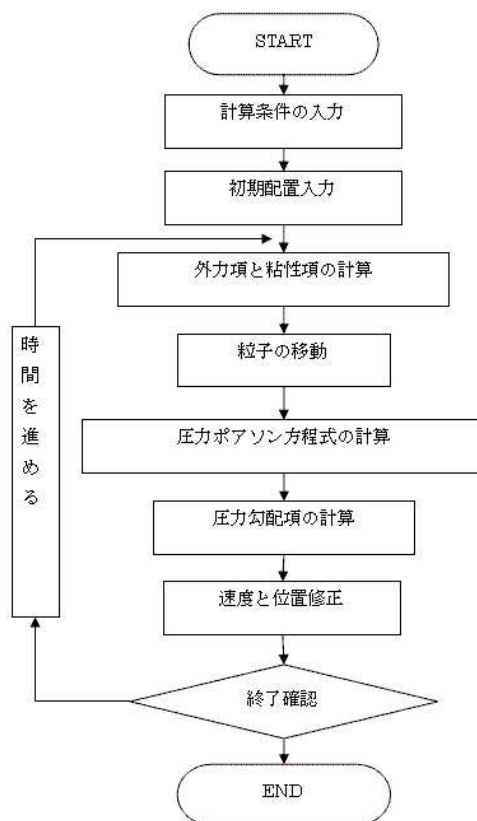 START
計算条件の入力
初期配置入力
外力項と粘性項の計算
粒子の移動
圧力ポアソン方程式の計算
圧力勾配項の計算
速度と位置修正
終了確認
時間を進める
END